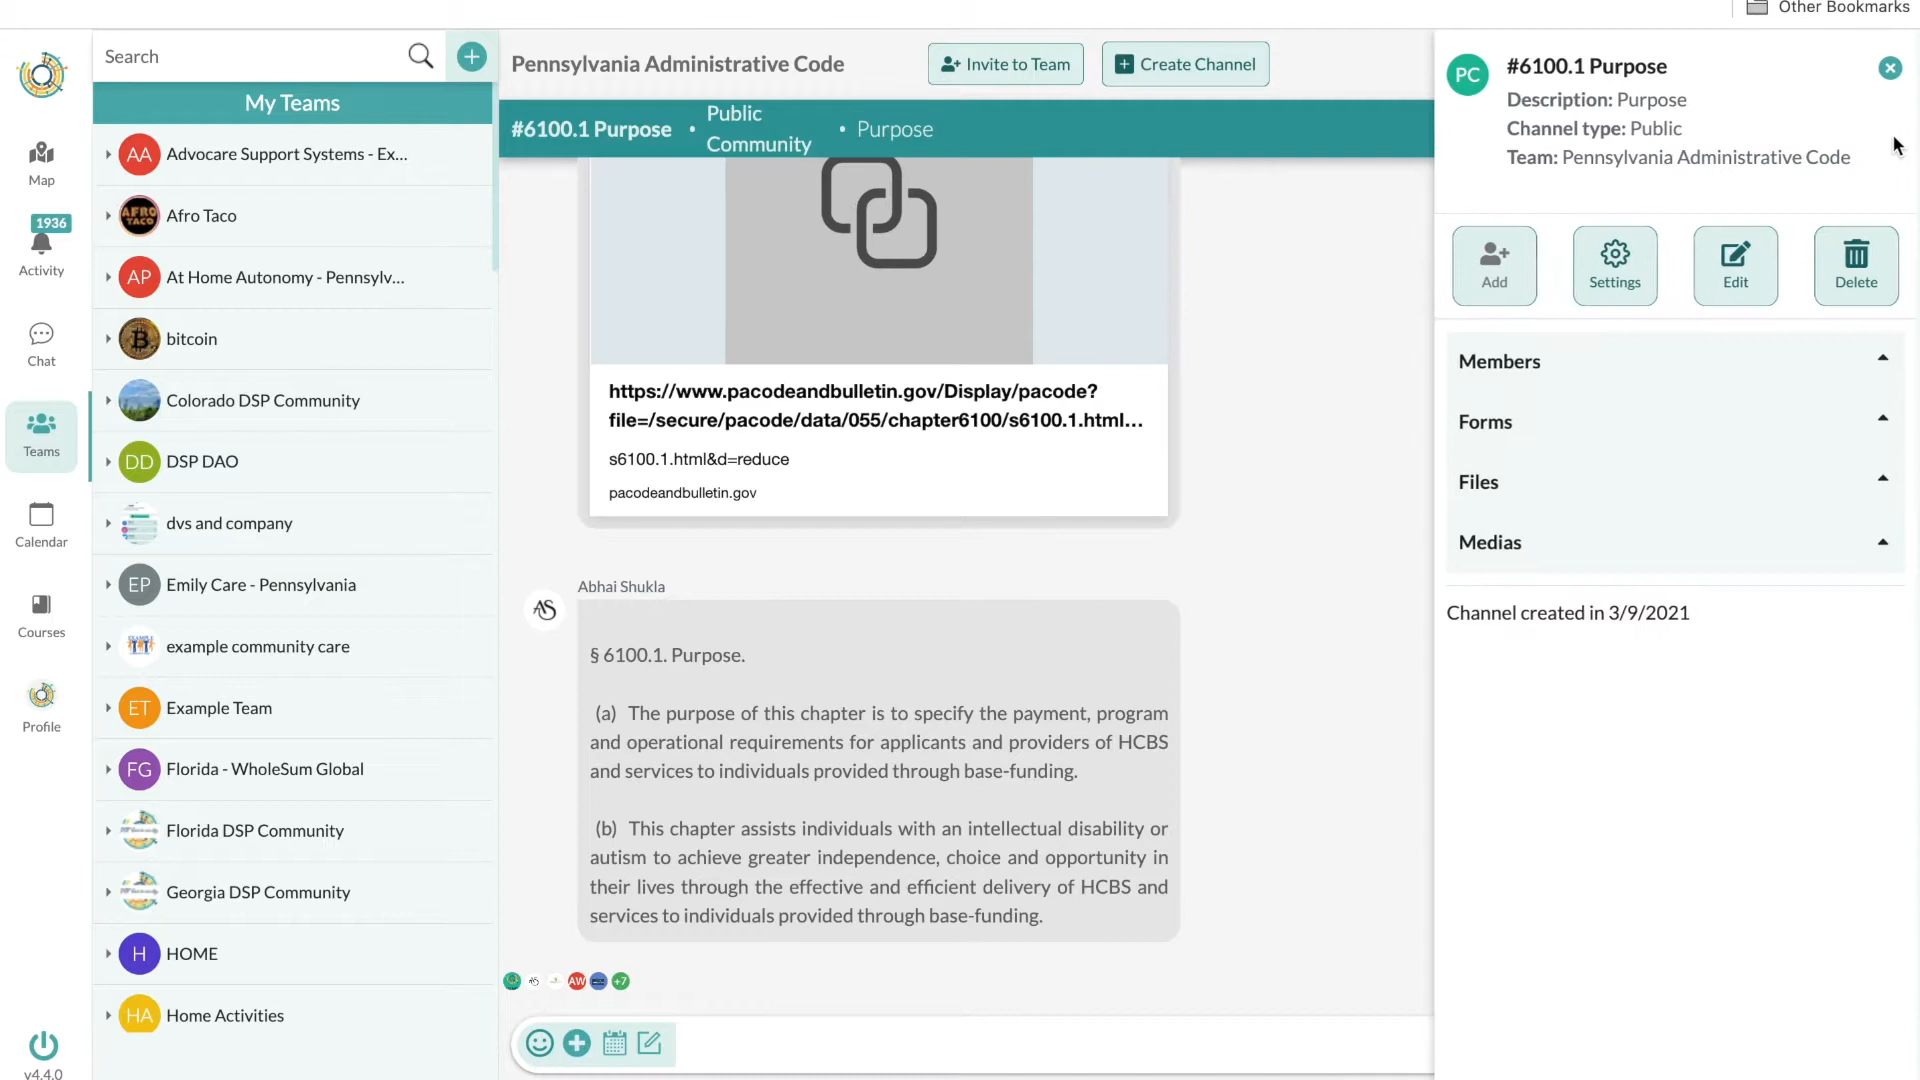 Other Bookmarks
Search
My Teams
AA Advocare Support Systems - Ex...
AFRO TACO Afro Taco
AP At Home Autonomy - Pennsylv...
bitcoin
Colorado DSP Community
DD DSP DAO
dvs and company
EP Emily Care - Pennsylvania
example community care
ET Example Team
FG Florida - WholeSum Global
Florida DSP Community
Georgia DSP Community
H HOME
HA Home Activities
Map
1936
Activity
Chat
Teams
Calendar
Courses
Profile
v4.4.0
Pennsylvania Administrative Code
Invite to Team
Create Channel
#6100.1 Purpose • Public Community • Purpose
https://www.pacodeandbulletin.gov/Display/pacode?
file=/secure/pacode/data/055/chapter6100/s6100.1.html...
s6100.1.html&d=reduce
pacodeandbulletin.gov
Abhai Shukla
AS
§ 6100.1. Purpose.
(a) The purpose of this chapter is to specify the payment, program
and operational requirements for applicants and providers of HCBS
and services to individuals provided through base-funding.
(b) This chapter assists individuals with an intellectual disability or
autism to achieve greater independence, choice and opportunity in
their lives through the effective and efficient delivery of HCBS and
services to individuals provided through base-funding.
AW +7
PC #6100.1 Purpose
Description: Purpose
Channel type: Public
Team: Pennsylvania Administrative Code
Add
Settings
Edit
Delete
Members
Forms
Files
Medias
Channel created in 3/9/2021